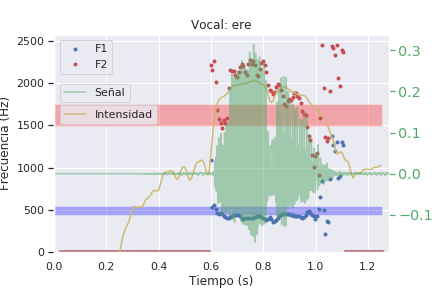 Vocal: ere
F1
F2
Señal
Intensidad
Frecuencia (Hz)
2500
2000
1500
1000
500
0
0.3
0.2
0.1
0.0
−0.1
0.0
0.2
0.4
0.6
0.8
1.0
1.2
Tiempo (s)